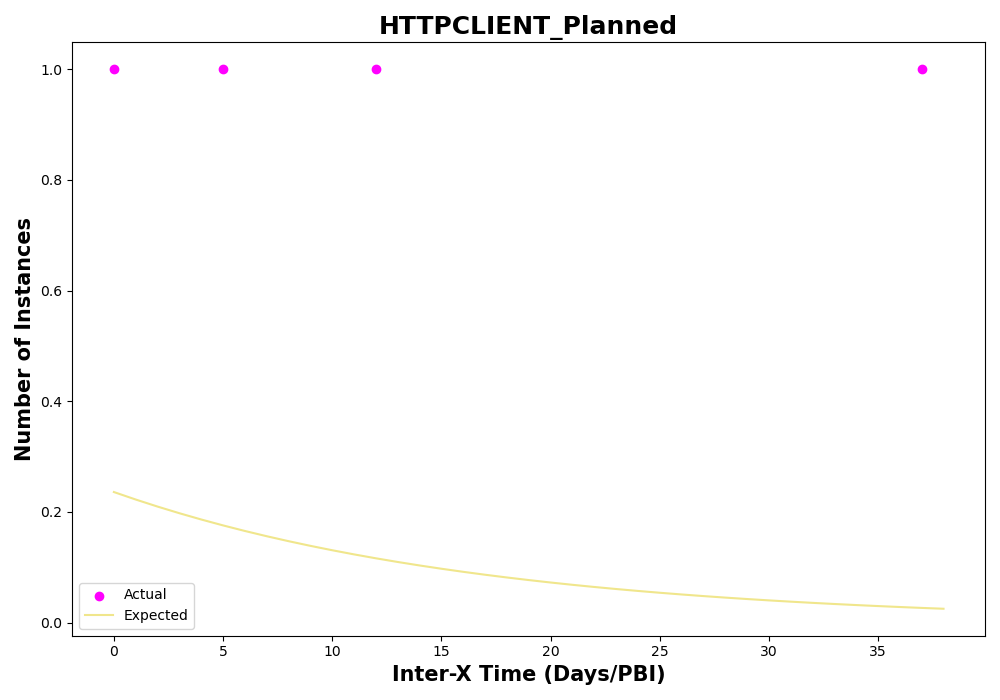 HTTPCLIENT_Planned
Number of Instances
1.0
0.8
0.6
0.4
0.2
0.0
Actual
Expected
0 5 10 15 20 25 30 35
Inter-X Time (Days/PBI)